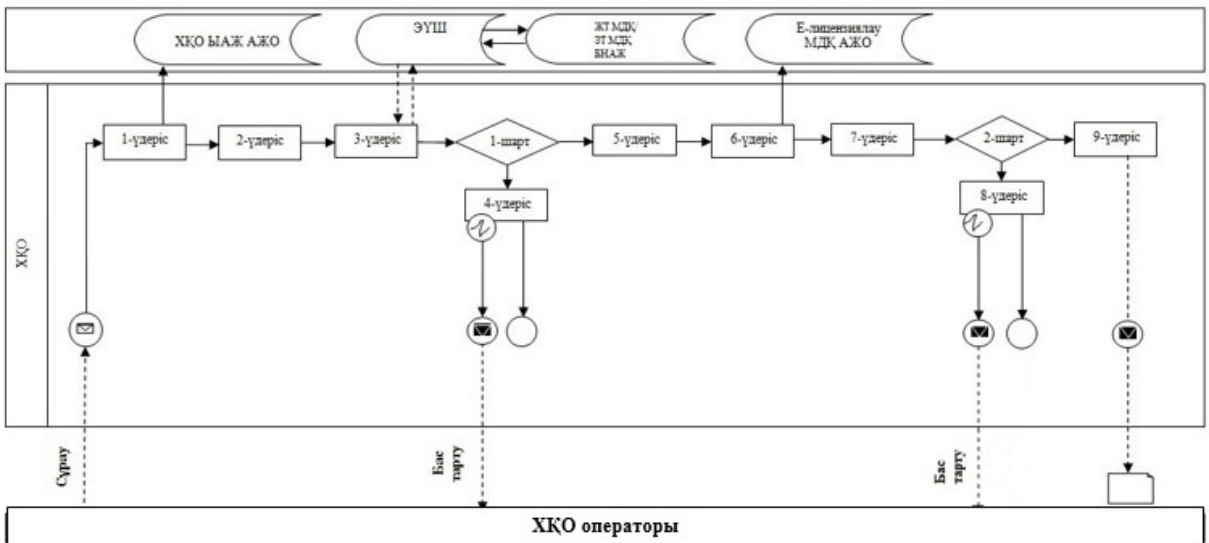 ХҚО ЫАЖ АЖО
ЭҮШ
ЖТ МДҚ/
ЗТ МДҚ
БНАЖ
Е-лицензиялау
МДҚ АЖО
ХҚО
1-үдеріс
2-үдеріс
3-үдеріс
1-шарт
5-үдеріс
6-үдеріс
7-үдеріс
2-шарт
9-үдеріс
4-үдеріс
8-үдеріс
Сұрау
Бас
тарту
Бас
тарту
ХҚО операторы